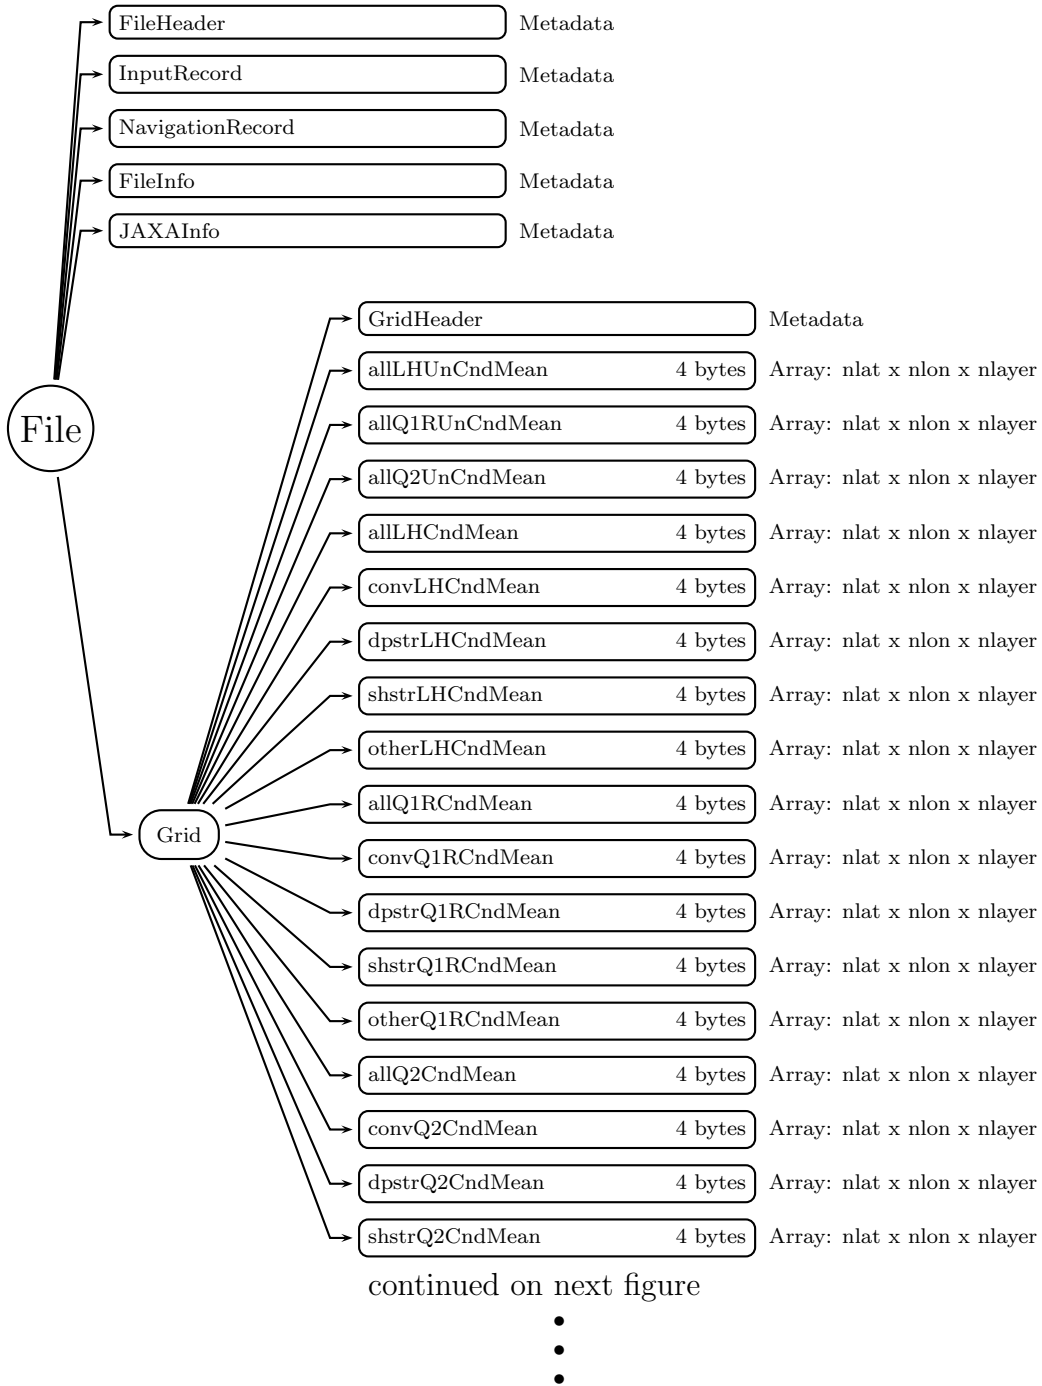 FileHeader Metadata
InputRecord Metadata
NavigationRecord Metadata
FileInfo Metadata
JAXAInfo Metadata
File
GridHeader Metadata
allLHUnCndMean 4 bytes Array: nlat x nlon x nlayer
allQ1RUnCndMean 4 bytes Array: nlat x nlon x nlayer
allQ2UnCndMean 4 bytes Array: nlat x nlon x nlayer
allLHCndMean 4 bytes Array: nlat x nlon x nlayer
convLHCndMean 4 bytes Array: nlat x nlon x nlayer
dpstrLHCndMean 4 bytes Array: nlat x nlon x nlayer
shstrLHCndMean 4 bytes Array: nlat x nlon x nlayer
otherLHCndMean 4 bytes Array: nlat x nlon x nlayer
allQ1RCndMean 4 bytes Array: nlat x nlon x nlayer
Grid
convQ1RCndMean 4 bytes Array: nlat x nlon x nlayer
dpstrQ1RCndMean 4 bytes Array: nlat x nlon x nlayer
shstrQ1RCndMean 4 bytes Array: nlat x nlon x nlayer
otherQ1RCndMean 4 bytes Array: nlat x nlon x nlayer
allQ2CndMean 4 bytes Array: nlat x nlon x nlayer
convQ2CndMean 4 bytes Array: nlat x nlon x nlayer
dpstrQ2CndMean 4 bytes Array: nlat x nlon x nlayer
shstrQ2CndMean 4 bytes Array: nlat x nlon x nlayer
continued on next figure